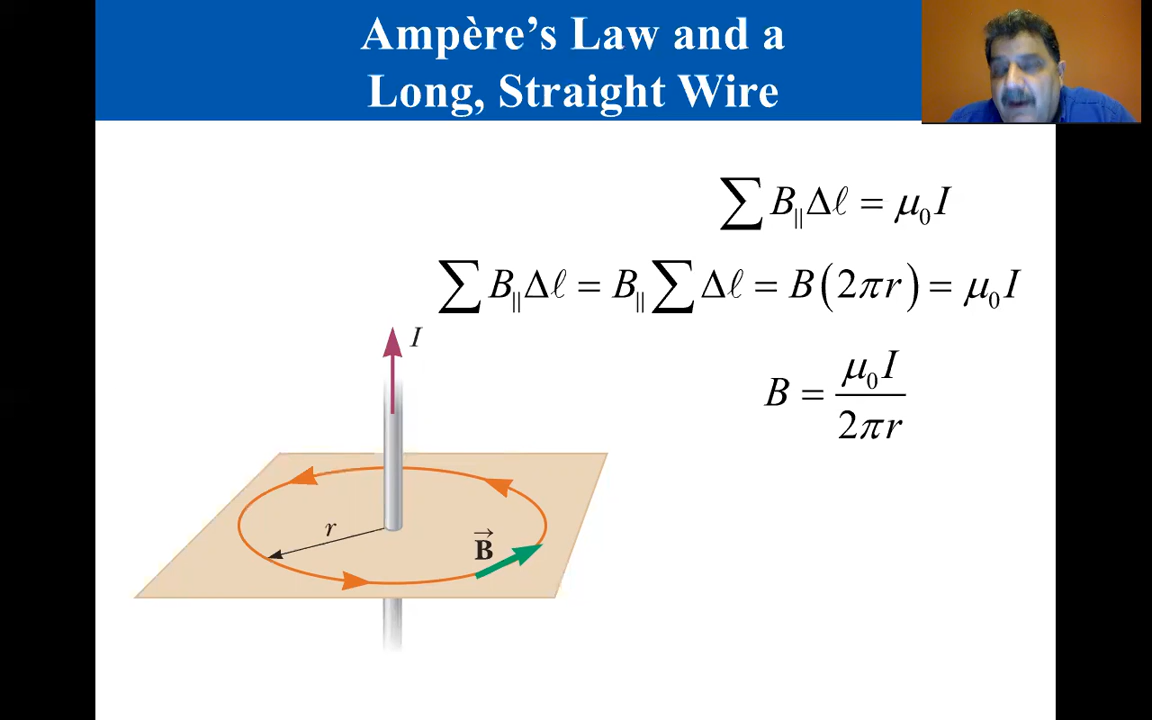 Ampère's Law and a
Long, Straight Wire
∑ B∥Δℓ = μ₀I
∑ B∥Δℓ = B∥ ∑ Δℓ = B(2πr) = μ₀I
B = μ₀I / 2πr
I
r
B⃗